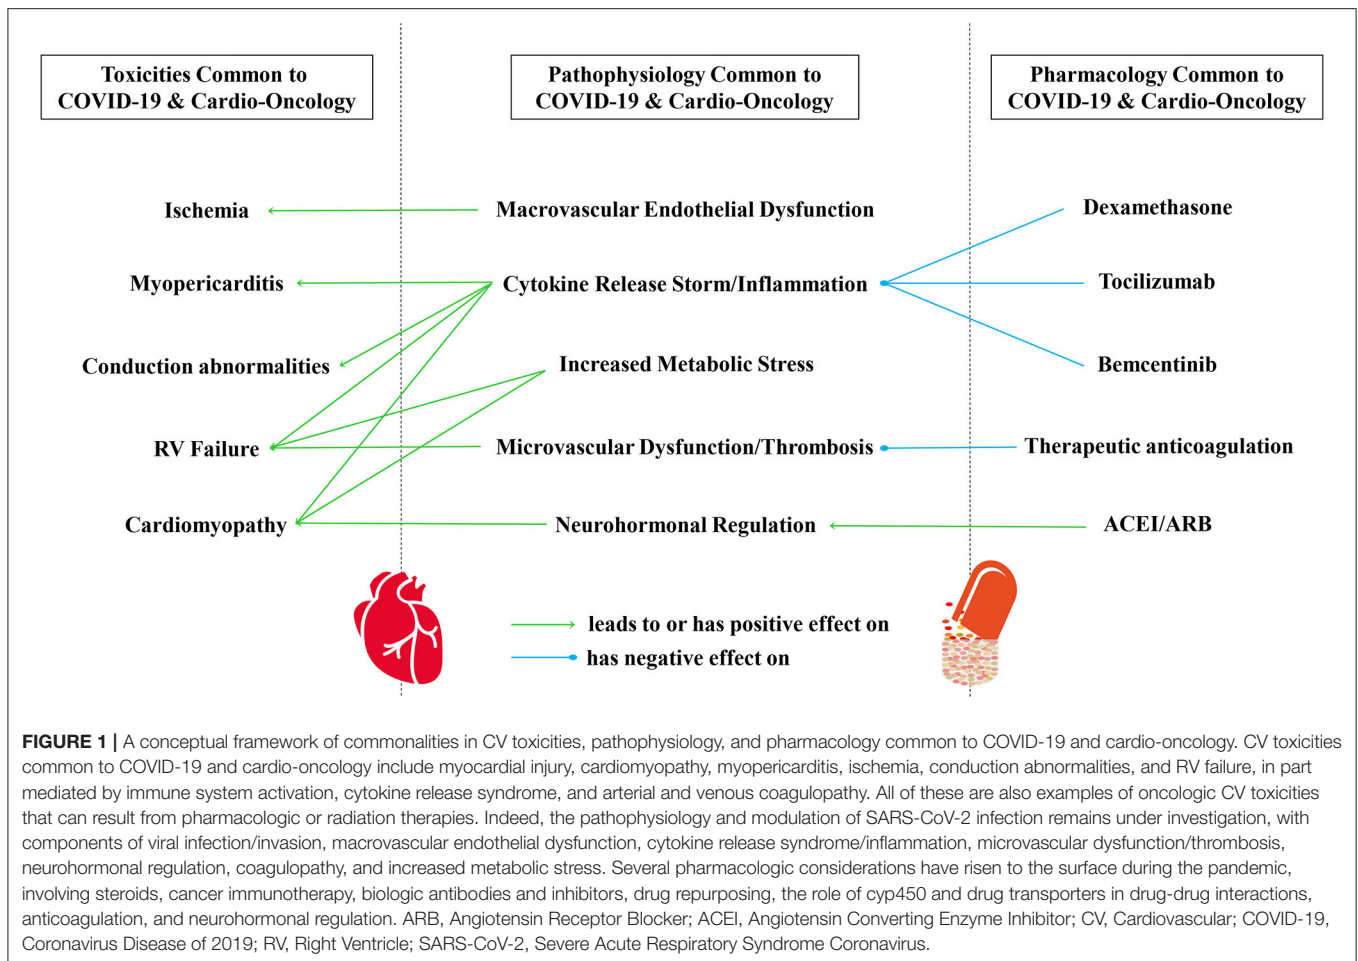 Toxicities Common to
COVID-19 & Cardio-Oncology
Pathophysiology Common to
COVID-19 & Cardio-Oncology
Pharmacology Common to
COVID-19 & Cardio-Oncology
Ischemia
Macrovascular Endothelial Dysfunction
Dexamethasone
Myopericarditis
Cytokine Release Storm/Inflammation
Tocilizumab
Conduction abnormalities
Increased Metabolic Stress
Bemcentinib
RV Failure
Microvascular Dysfunction/Thrombosis
Therapeutic anticoagulation
Cardiomyopathy
Neurohormonal Regulation
ACEI/ARB
leads to or has positive effect on
has negative effect on
FIGURE 1 | A conceptual framework of commonalities in CV toxicities, pathophysiology, and pharmacology common to COVID-19 and cardio-oncology. CV toxicities
common to COVID-19 and cardio-oncology include myocardial injury, cardiomyopathy, myopericarditis, ischemia, conduction abnormalities, and RV failure, in part
mediated by immune system activation, cytokine release syndrome, and arterial and venous coagulopathy. All of these are also examples of oncologic CV toxicities
that can result from pharmacologic or radiation therapies. Indeed, the pathophysiology and modulation of SARS-CoV-2 infection remains under investigation, with
components of viral infection/invasion, macrovascular endothelial dysfunction, cytokine release syndrome/inflammation, microvascular dysfunction/thrombosis,
neurohormonal regulation, coagulopathy, and increased metabolic stress. Several pharmacologic considerations have risen to the surface during the pandemic,
involving steroids, cancer immunotherapy, biologic antibodies and inhibitors, drug repurposing, the role of cyp450 and drug transporters in drug-drug interactions,
anticoagulation, and neurohormonal regulation. ARB, Angiotensin Receptor Blocker; ACEI, Angiotensin Converting Enzyme Inhibitor; CV, Cardiovascular; COVID-19,
Coronavirus Disease of 2019; RV, Right Ventricle; SARS-CoV-2, Severe Acute Respiratory Syndrome Coronavirus.